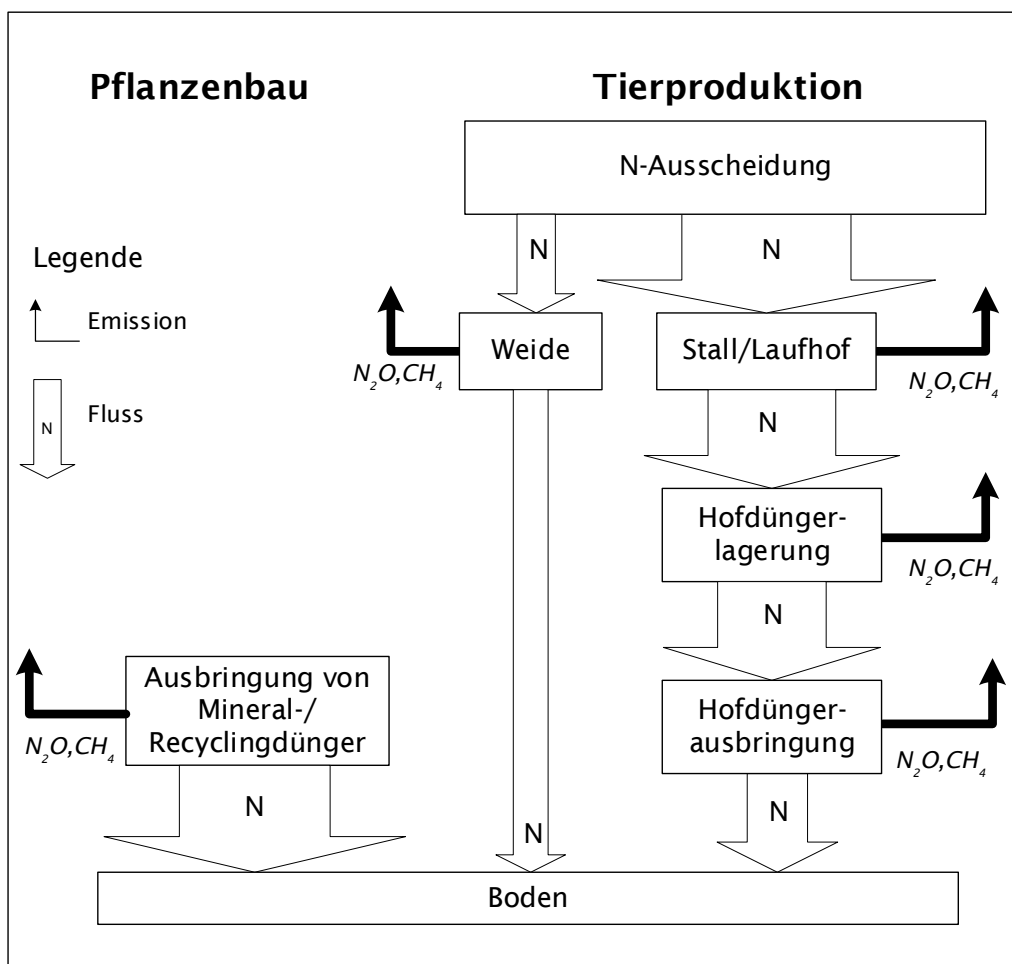 Pflanzenbau
Tierproduktion
N-Ausscheidung
N
N
Legende
Emission
Fluss
N
Weide
Stall/Laufhof
N₂O,CH₄
N₂O,CH₄
N
Hofdünger-
lagerung
N₂O,CH₄
N
Ausbringung von
Mineral-/
Recyclingdünger
N₂O,CH₄
Hofdünger-
ausbringung
N₂O,CH₄
N
N
N
Boden